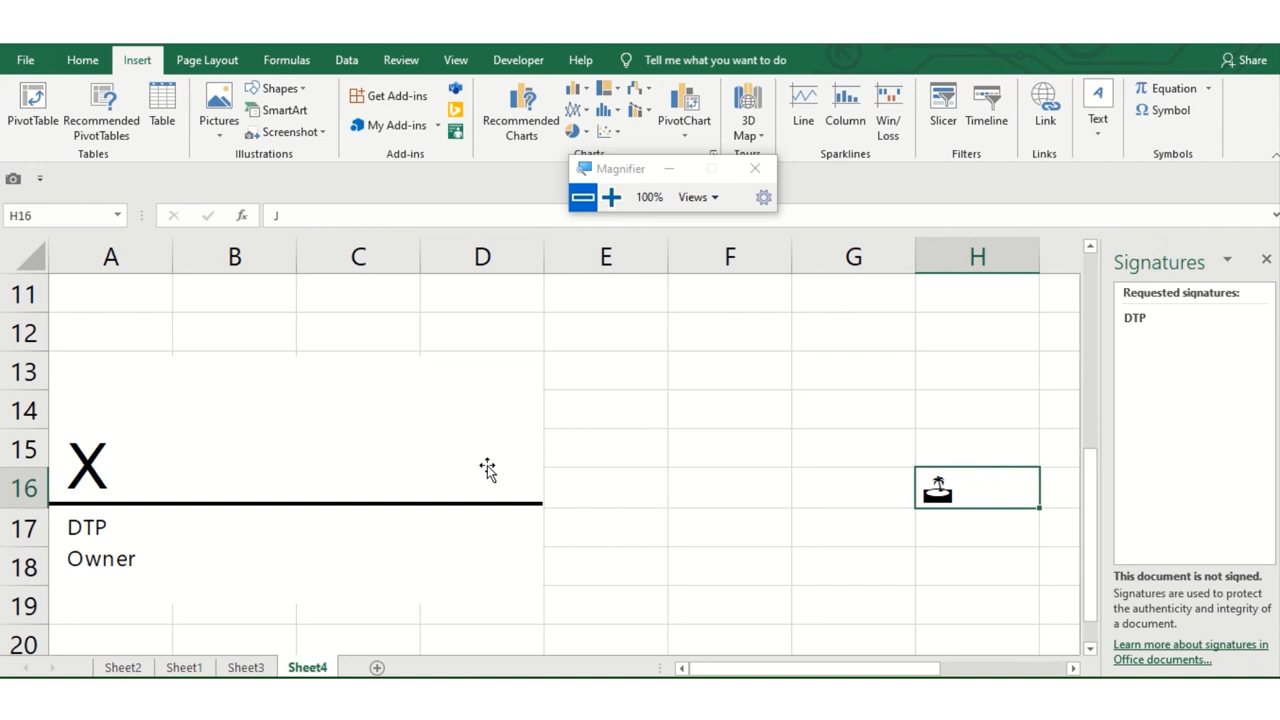 File Home Insert Page Layout Formulas Data Review View Developer Help Tell me what you want to do Share
PivotTable Recommended PivotTables Table
Tables
Pictures Shapes SmartArt Screenshot
Illustrations
Get Add-ins
My Add-ins
Add-ins
Recommended Charts
PivotChart
Charts
3D Map
Tours
Line Column Win/Loss
Sparklines
Slicer Timeline
Filters
Link
Links
Text
Equation
Symbol
Symbols
Magnifier
100% Views
H16 fx J
A B C D E F G H
11
12
13
14
15
16
17
18
19
20
X
DTP
Owner
Signatures
Requested signatures:
DTP
This document is not signed.
Signatures are used to protect
the authenticity and integrity of
a document.
Learn more about signatures in
Office documents...
Sheet2 Sheet1 Sheet3 Sheet4